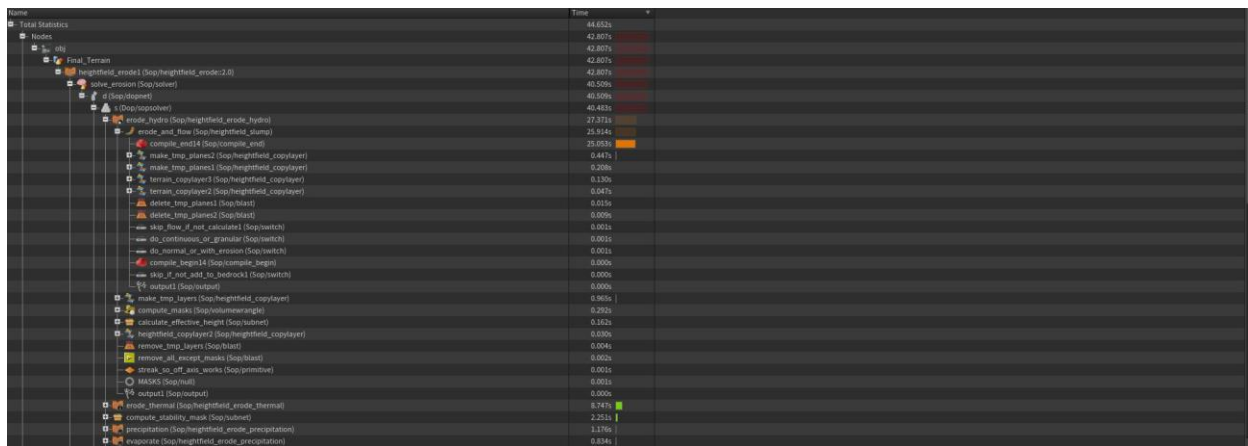 Name Time
Total Statistics 44.652s
Nodes 42.807s
obj 42.807s
Final_Terrain 42.807s
heightfield_erode1 (Sop/heightfield_erode::2.0) 42.807s
solve_erosion (Sop/solver) 40.509s
d (Sop/dopnet) 40.509s
s (Dop/sopsolver) 40.483s
erode_hydro (Sop/heightfield_erode_hydro) 27.371s
erode_and_flow (Sop/heightfield_slump) 25.914s
compile_end14 (Sop/compile_end) 25.053s
make_tmp_planes2 (Sop/heightfield_copylayer) 0.447s
make_tmp_planes1 (Sop/heightfield_copylayer) 0.208s
terrain_copylayer3 (Sop/heightfield_copylayer) 0.130s
terrain_copylayer2 (Sop/heightfield_copylayer) 0.047s
delete_tmp_planes1 (Sop/blast) 0.015s
delete_tmp_planes2 (Sop/blast) 0.009s
skip_flow_if_not_calculate1 (Sop/switch) 0.001s
do_continuous_or_granular (Sop/switch) 0.001s
do_normal_or_with_erosion (Sop/switch) 0.001s
compile_begin14 (Sop/compile_begin) 0.000s
skip_if_not_add_to_bedrock1 (Sop/switch) 0.000s
output1 (Sop/output) 0.000s
make_tmp_layers (Sop/heightfield_copylayer) 0.965s
compute_masks (Sop/volumewrangle) 0.292s
calculate_effective_height (Sop/subnet) 0.162s
heightfield_copylayer2 (Sop/heightfield_copylayer) 0.030s
remove_tmp_layers (Sop/blast) 0.004s
remove_all_except_masks (Sop/blast) 0.002s
streak_so_off_axis_works (Sop/primitive) 0.001s
MASKS (Sop/null) 0.001s
output1 (Sop/output) 0.000s
erode_thermal (Sop/heightfield_erode_thermal) 8.747s
compute_stability_mask (Sop/subnet) 2.251s
precipitation (Sop/heightfield_erode_precipitation) 1.176s
evaporate (Sop/heightfield_erode_precipitation) 0.834s